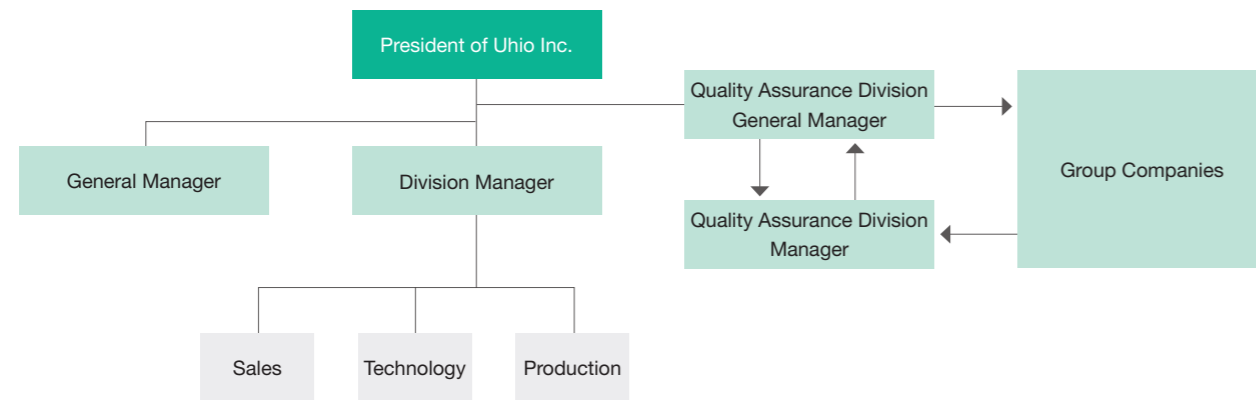 President of Uhio Inc.
Quality Assurance Division
General Manager
Group Companies
General Manager
Division Manager
Quality Assurance Division
Manager
Sales
Technology
Production